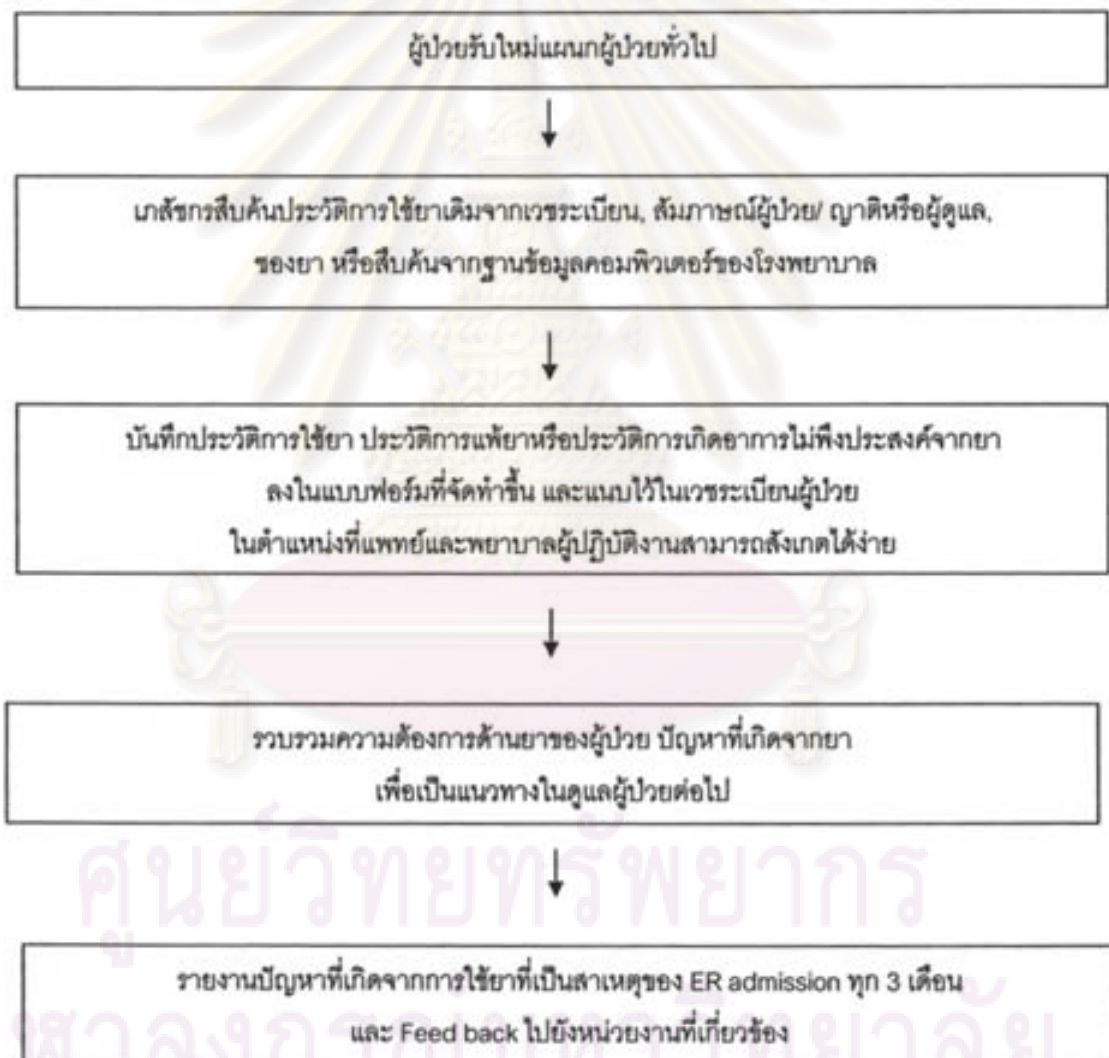 ผู้ป่วยรับใหม่แผนกผู้ป่วยทั่วไป
เภสัชกรสืบค้นประวัติการใช้ยาเดิมจากเวชระเบียน, สัมภาษณ์ผู้ป่วย/ ญาติหรือผู้ดูแล,
ซองยา หรือสืบค้นจากฐานข้อมูลคอมพิวเตอร์ของโรงพยาบาล
บันทึกประวัติการใช้ยา ประวัติการแพ้ยาหรือประวัติการเกิดอาการไม่พึงประสงค์จากยา
ลงในแบบฟอร์มที่จัดทำขึ้น และแนบไว้ในเวชระเบียนผู้ป่วย
ในตำแหน่งที่แพทย์และพยาบาลผู้ปฏิบัติงานสามารถสังเกตได้ง่าย
รวบรวมความต้องการด้านยาของผู้ป่วย ปัญหาที่เกิดจากยา
เพื่อเป็นแนวทางในดูแลผู้ป่วยต่อไป
ศูนย์วิทยทรัพยากร
รายงานปัญหาที่เกิดจากการใช้ยาที่เป็นสาเหตุของ ER admission ทุก 3 เดือน
และ Feed back ไปยังหน่วยงานที่เกี่ยวข้อง